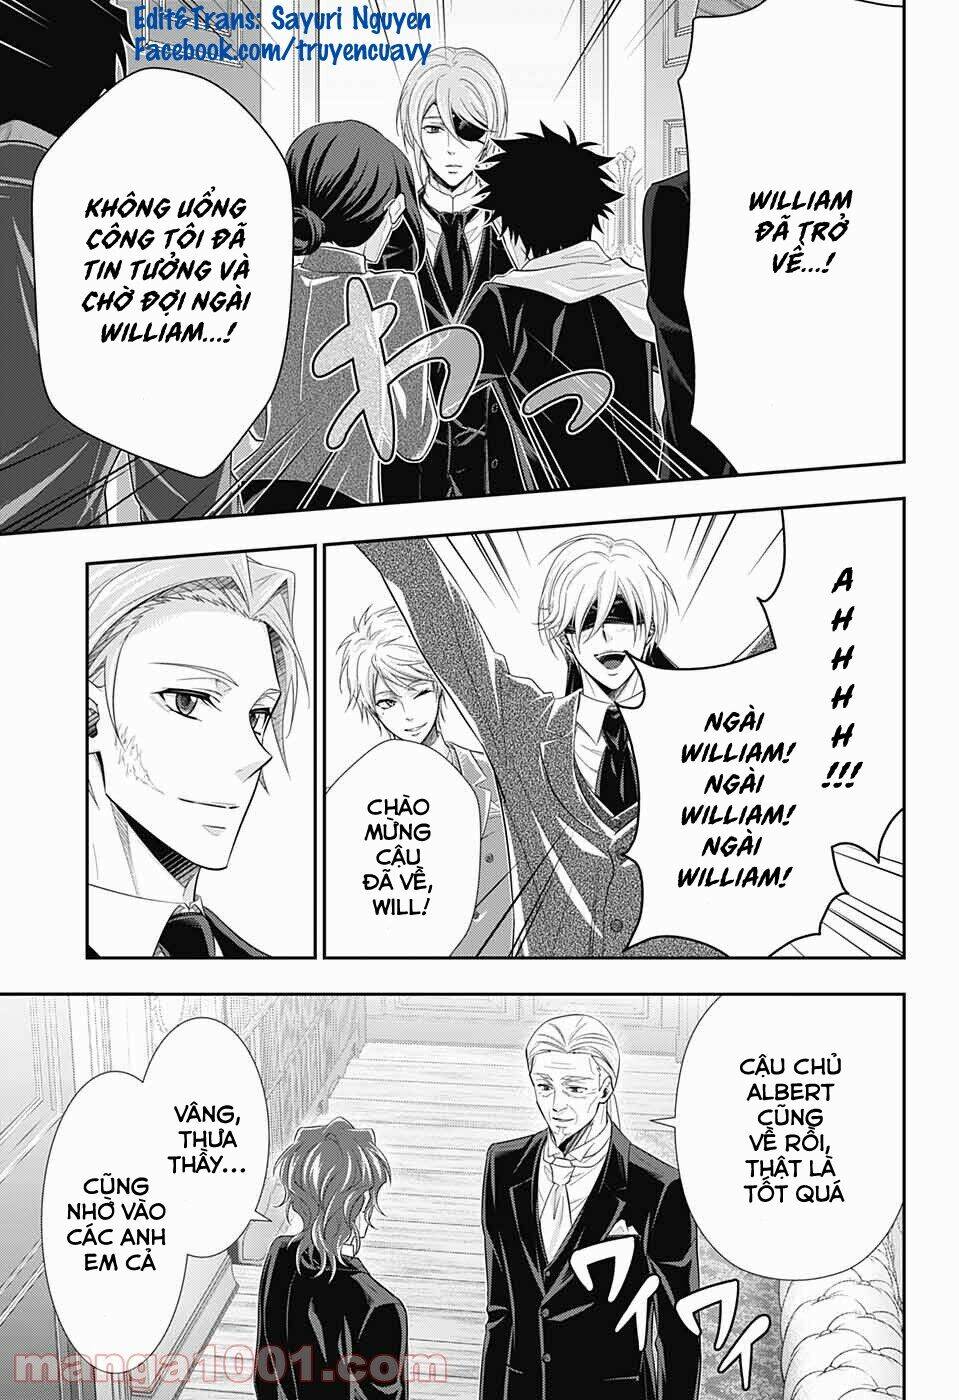 Edit&Trans: Sayuri Nguyen
Facebook.com/truyencuavy
WILLIAM
ĐÃ TRỞ
VỀ...!
KHÔNG UỔNG
CÔNG TÔI ĐÃ
TIN TƯỞNG VÀ
CHỜ ĐỢI NGÀI
WILLIAM...!
わっ
AHHHH!!!
NGÀI
WILLIAM!
NGÀI
WILLIAM!
NGÀI
WILLIAM!
CHÀO
MỪNG
CẬU
ĐÃ VỀ,
WILL!
CẬU CHỦ
ALBERT
CŨNG
VỀ RỒI,
THẬT LÀ
TỐT QUÁ
VÂNG,
THƯA
THẦY...
CŨNG
NHỜ VÀO
CÁC ANH
EM CẢ
ワイワイ
manga1001.com